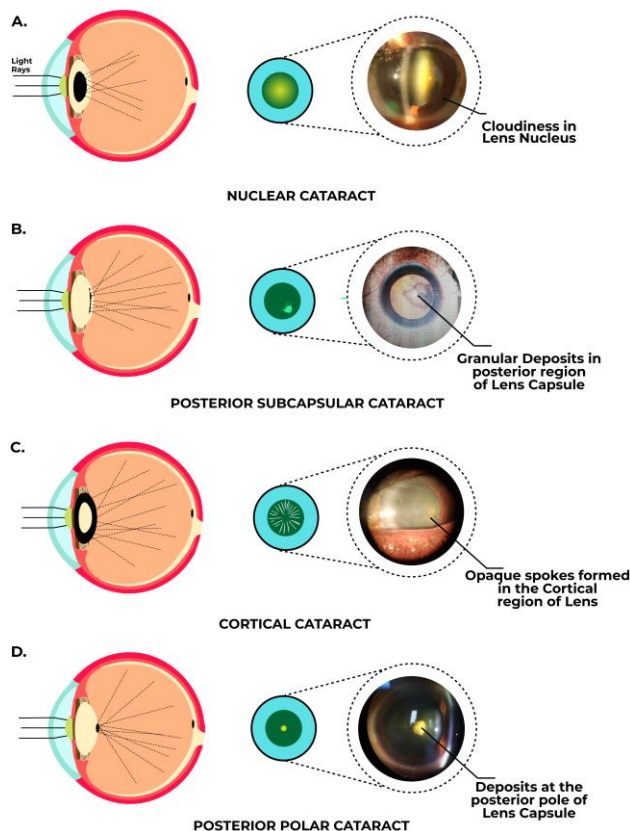 A.
Light
Rays
Cloudiness in
Lens Nucleus
NUCLEAR CATARACT
B.
Granular Deposits in
posterior region
of Lens Capsule
POSTERIOR SUBCAPSULAR CATARACT
C.
Opaque spokes formed
in the Cortical
region of Lens
CORTICAL CATARACT
D.
Deposits at the
posterior pole of
Lens Capsule
POSTERIOR POLAR CATARACT